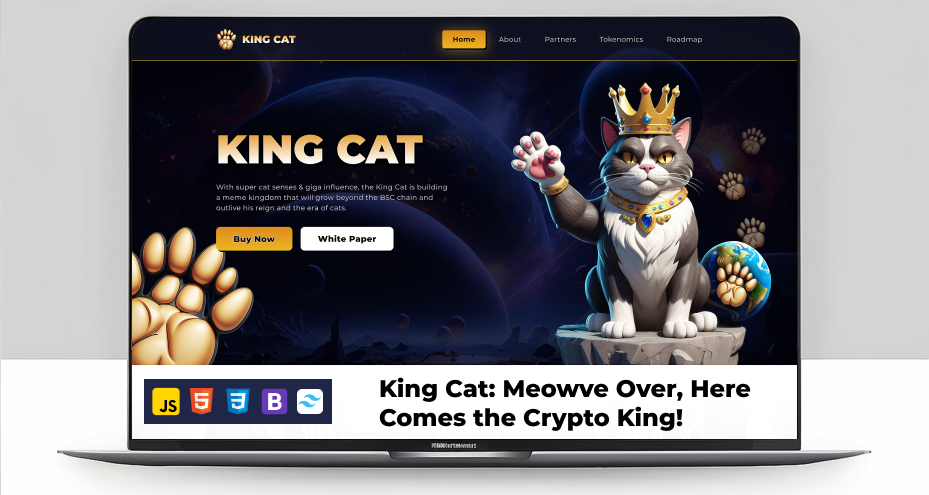 KING CAT
Home
About
Partners
Tokenomics
Roadmap
KING CAT
With super cat senses & giga influence, the King Cat is building
a meme kingdom that will grow beyond the BSC chain and
outlive his reign and the era of cats.
Buy Now
White Paper
JS
5
3
B
King Cat: Meowve Over, Here
Comes the Crypto King!